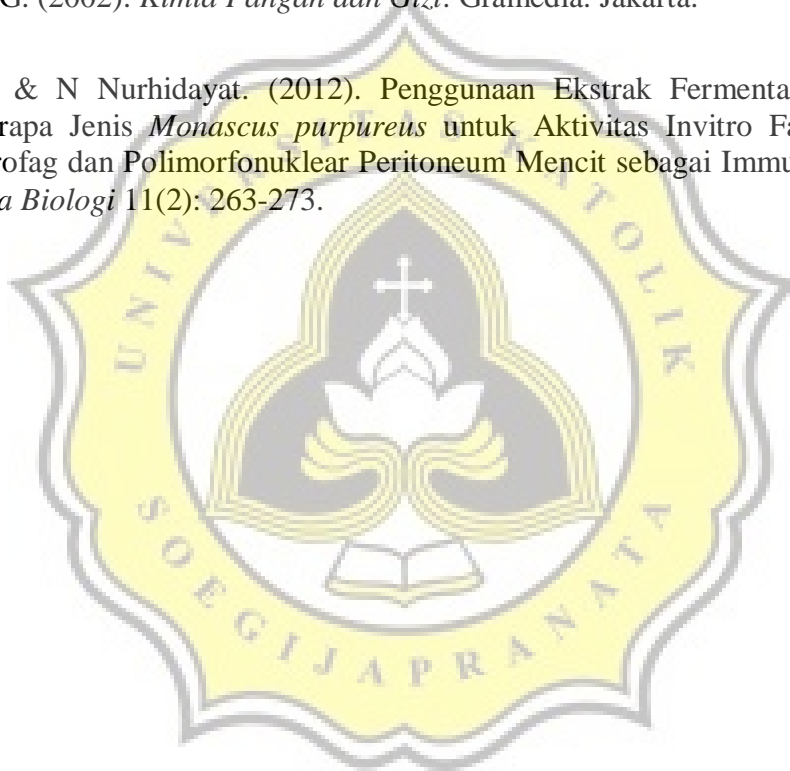 G. (2002). Kimia Pangan dan Gizi. Gramedia. Jakarta.
& N Nurhidayat. (2012). Penggunaan Ekstrak Fermenta
rapa Jenis Monascus purpureus untuk Aktivitas Invitro Fa
rofag dan Polimorfonuklear Peritoneum Mencit sebagai Immu
a Biologi 11(2): 263-273.
UNIVERSITAS KATOLIK
SOEGIJAPRANATA